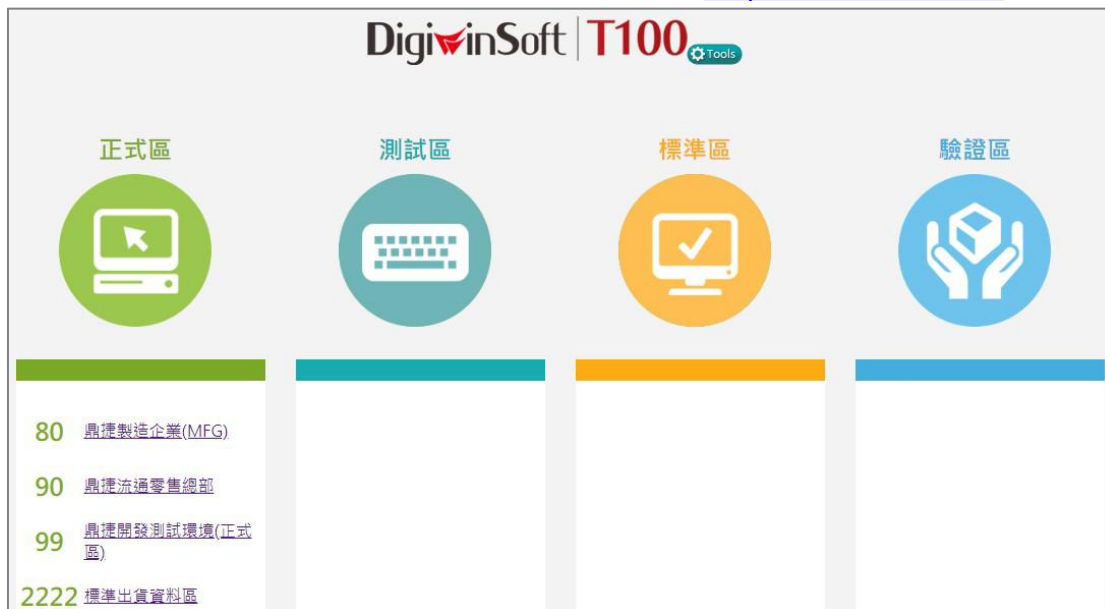 DigiwinSoft | T100 Tools
正式區
測試區
標準區
驗證區
80 鼎捷製造企業(MFG)
90 鼎捷流通零售總部
99 鼎捷開發測試環境(正式
區)
2222 標準出貨資料區